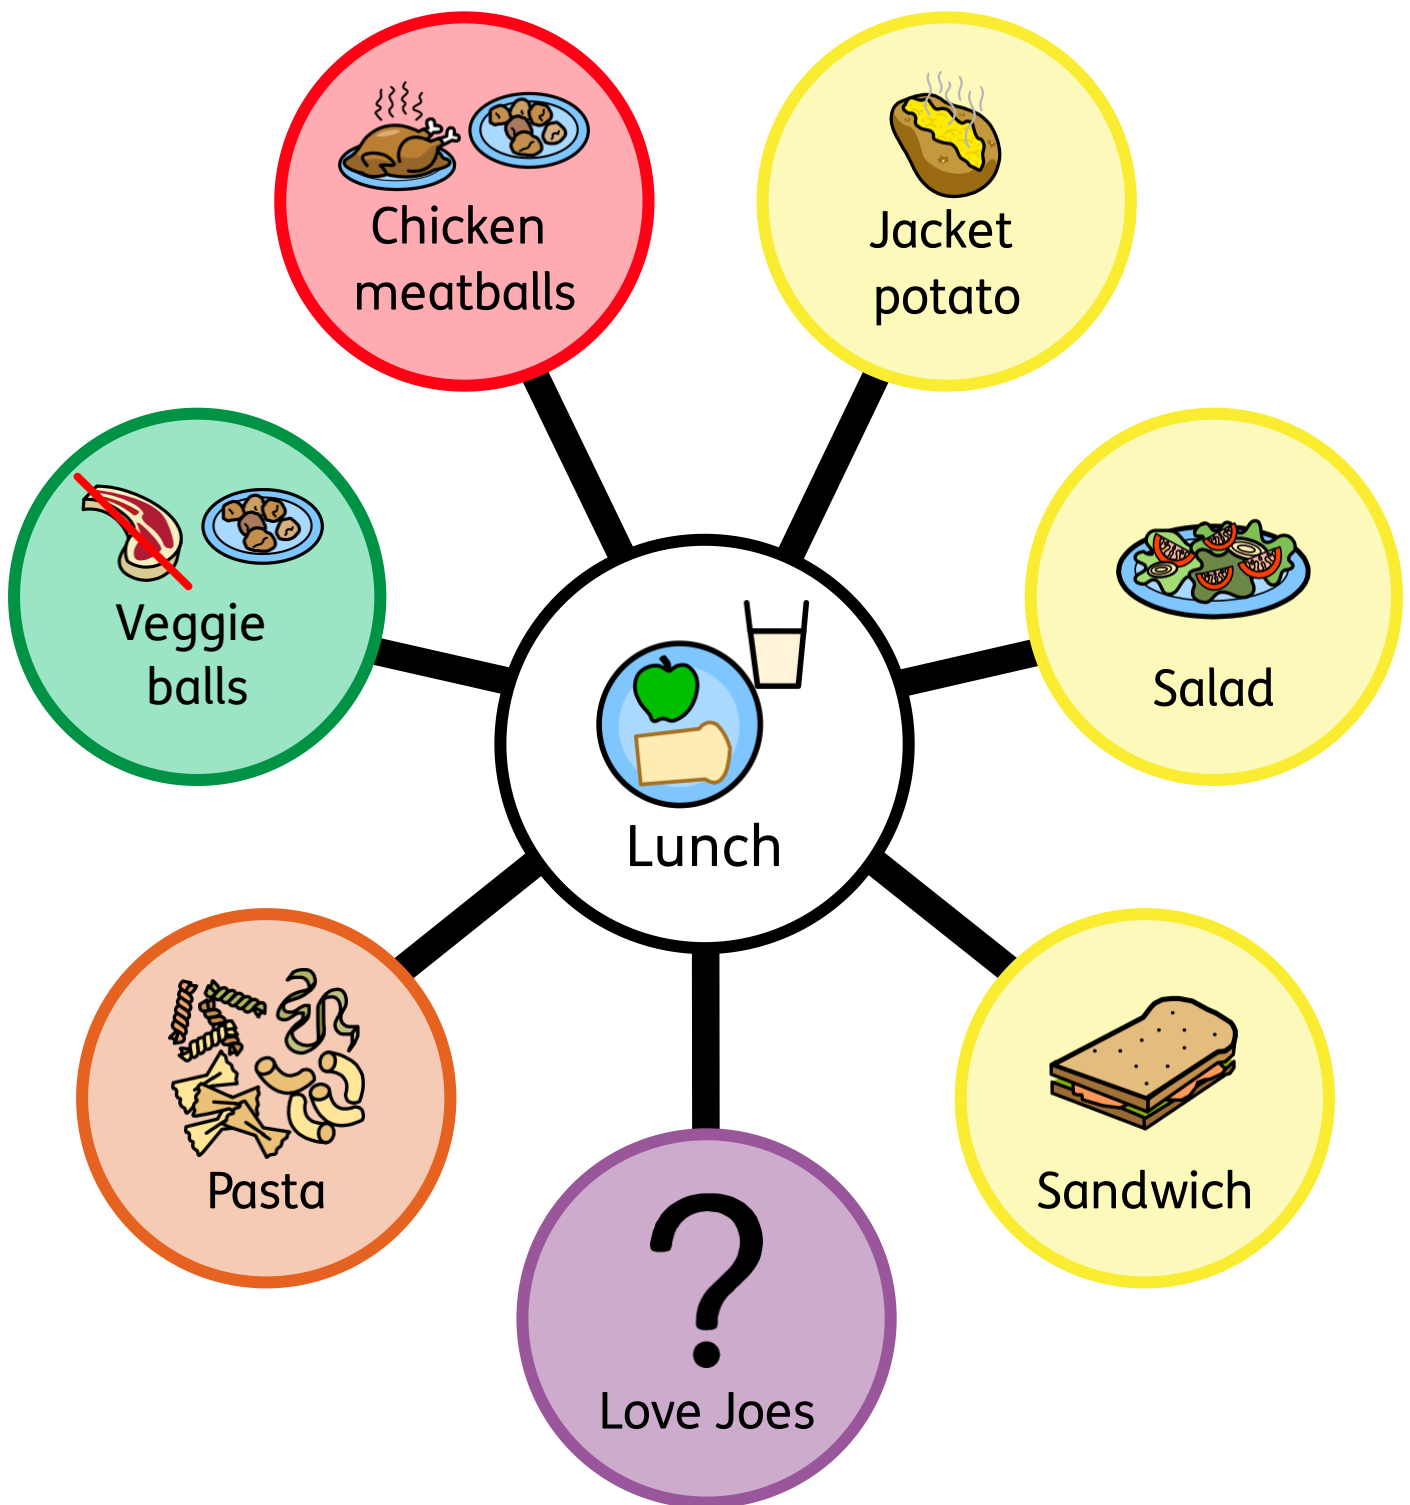 Chicken
meatballs
Jacket
potato
Veggie
balls
Salad
Lunch
Pasta
Sandwich
?
Love Joes